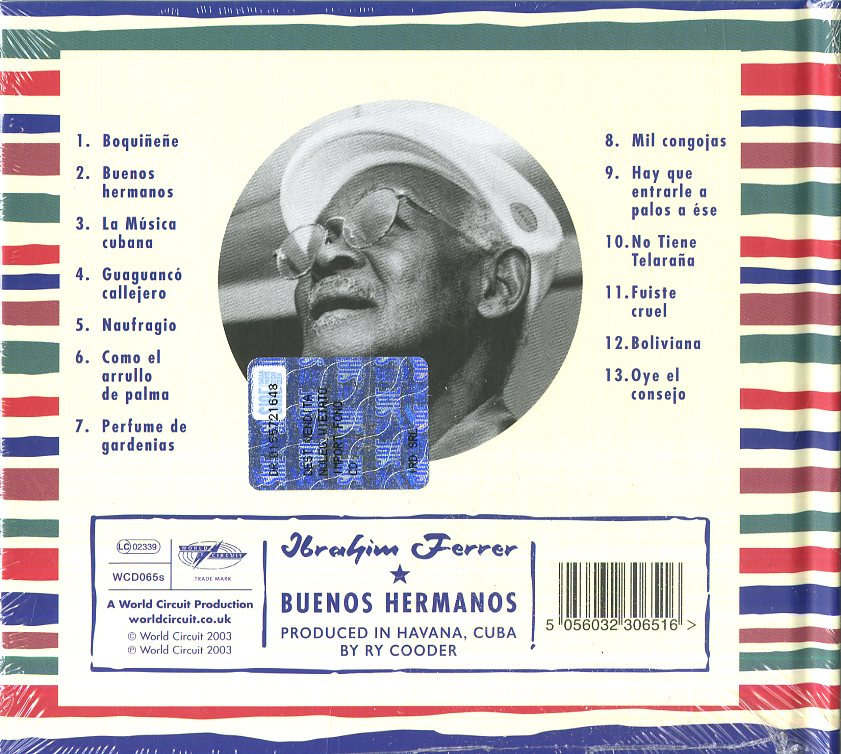 1. Boquiñeñe
2. Buenos
hermanos
3. La Música
cubana
4. Guaguancó
callejero
5. Naufragio
6. Como el
arrullo
de palma
7. Perfume de
gardenias
8. Mil congojas
9. Hay que
entrarle a
palos a ése
10. No Tiene
Telaraña
11. Fuiste
cruel
12. Boliviana
13. Oye el
consejo
LC 02339
WORLD CIRCUIT
TRADE MARK
WCD065s
A World Circuit Production
worldcircuit.co.uk
© World Circuit 2003
℗ World Circuit 2003
Ibrahim Ferrer
BUENOS HERMANOS
PRODUCED IN HAVANA, CUBA
BY RY COODER
5 056032 306516 >